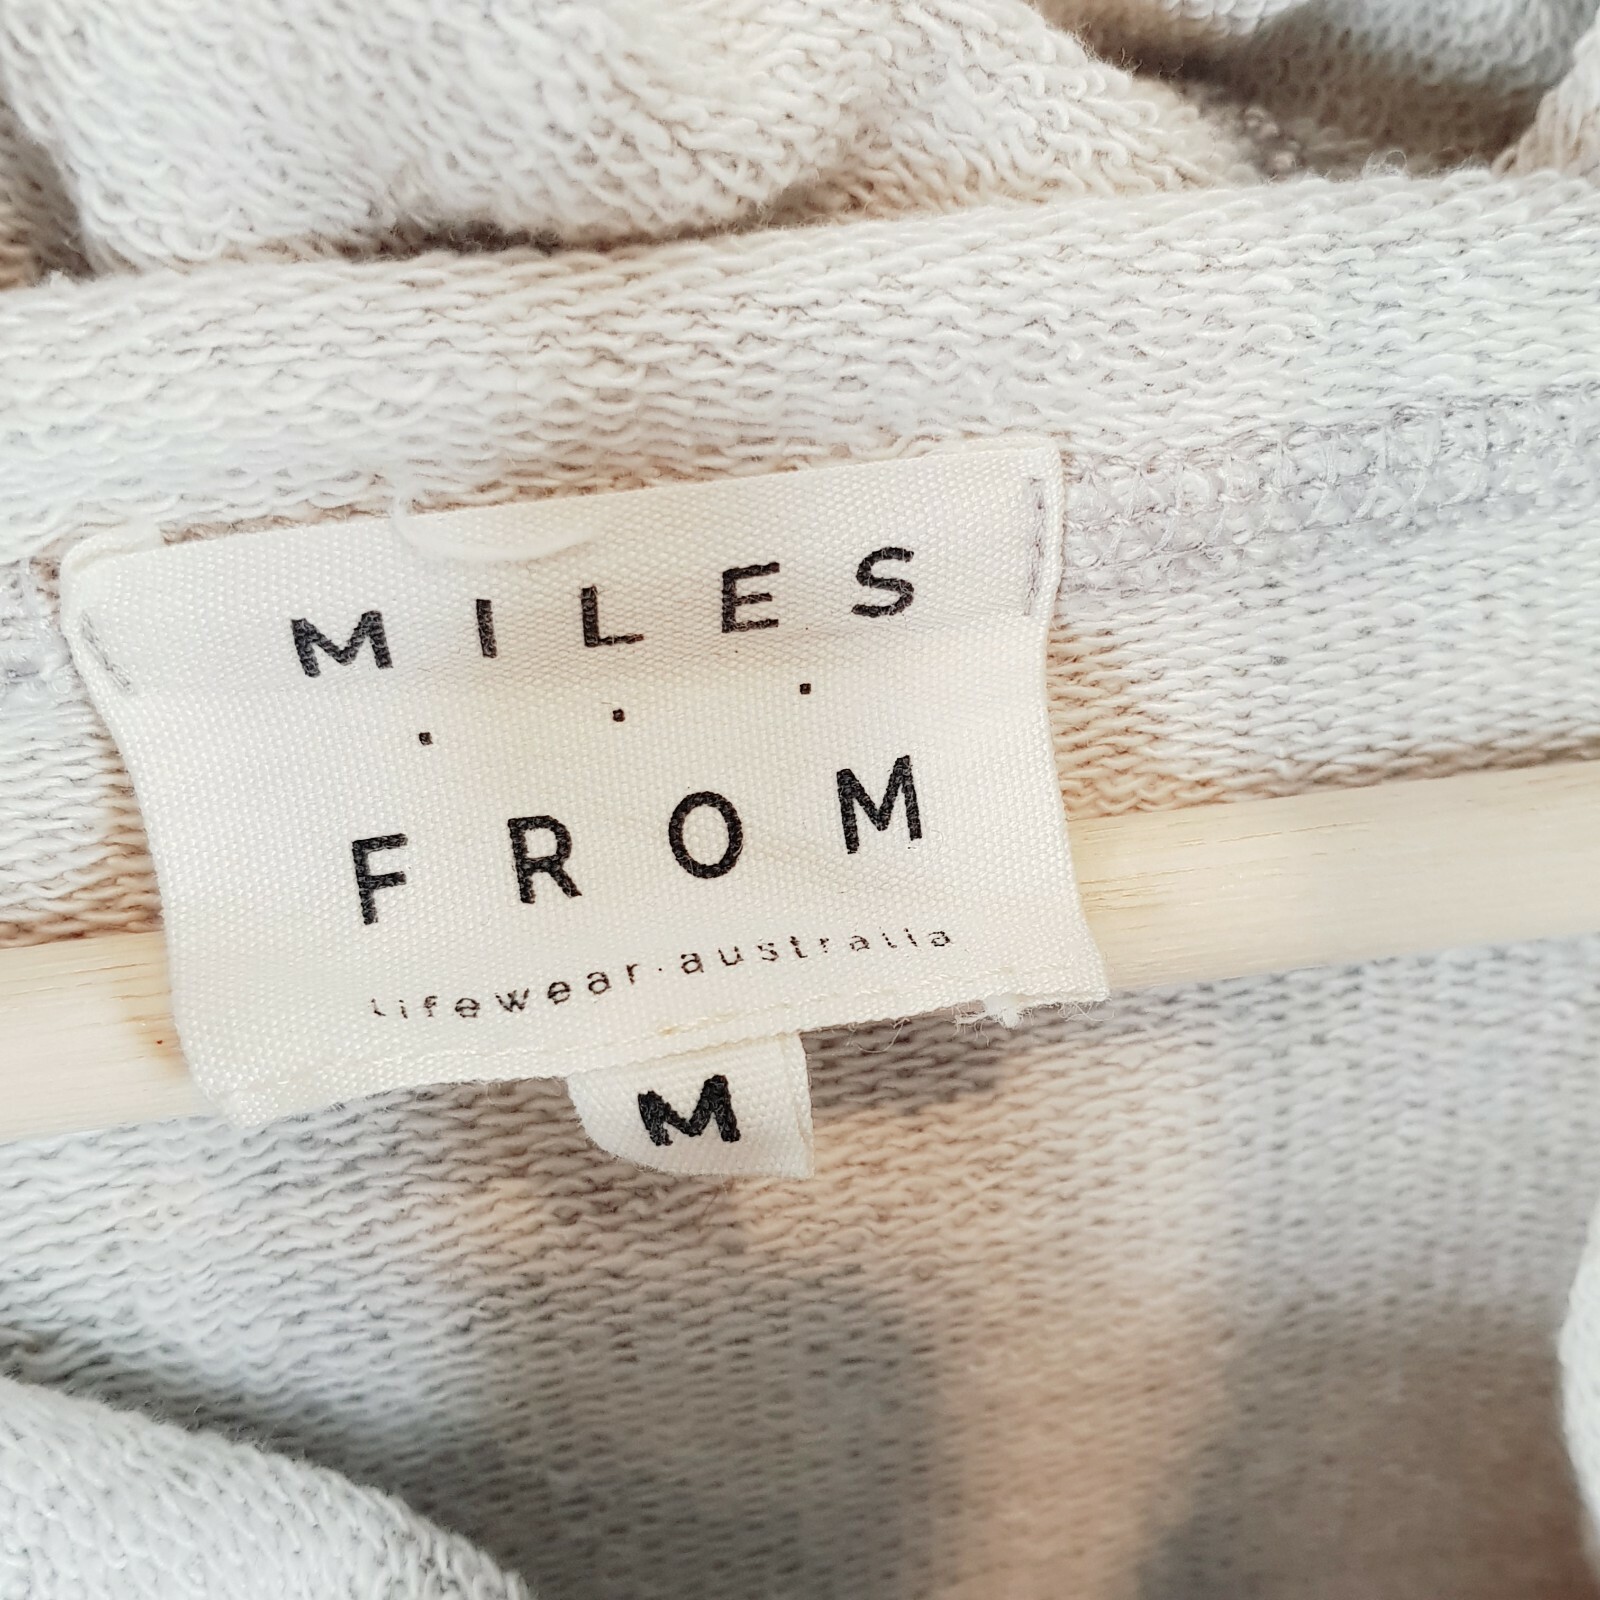 MILES
. . .
FROM
lifewear.australia
M